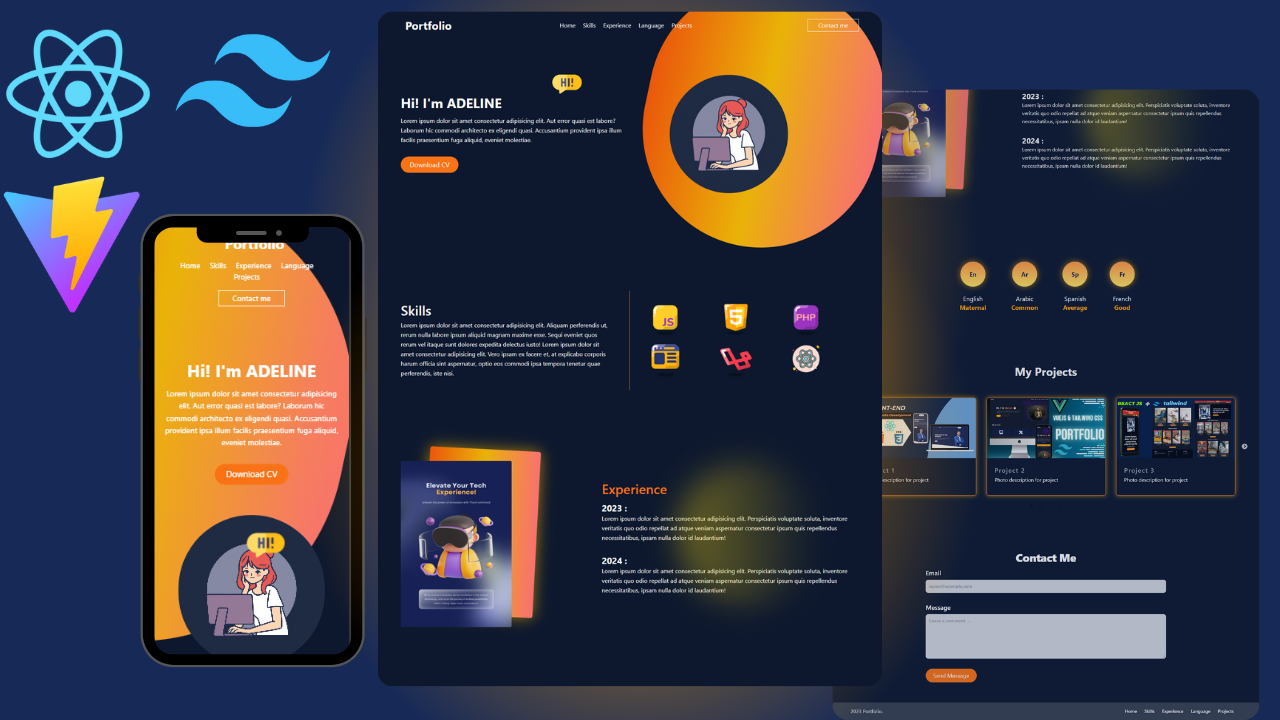 Portfolio
Home Skills Experience Language Projects
Contact me
HI!
Hi! I'm ADELINE
Lorem ipsum dolor sit amet consectetur adipisicing elit. Aut error quasi est labore?
Laborum hic commodi architecto ex eligendi quasi. Accusantium provident ipsa illum
facilis praesentium fuga aliquid, eveniet molestiae.
Download CV
Skills
Lorem ipsum dolor sit amet consectetur adipisicing elit. Aliquam perferendis ut,
rerum nulla labore ipsum aliquid magnam maxime esse. Sequi eveniet quos
rerum vel itaque sunt dolores expedita delectus iusto! Lorem ipsum dolor sit
amet consectetur adipisicing elit. Vero ipsam ex facere et, at explicabo corporis
harum officia sint aspernatur, optio eos commodi ipsa tempora tenetur quae
perferendis, iste nisi.
JS
5
PHP
Elevate Your Tech
Experience!
Experience
2023 :
Lorem ipsum dolor sit amet consectetur adipisicing elit. Perspiciatis voluptate soluta, inventore
veritatis quo odio repellat ad atque veniam aspernatur consectetur ipsum quis repellendus
necessitatibus, ipsam nulla dolor id laudantium!
2024 :
Lorem ipsum dolor sit amet consectetur adipisicing elit. Perspiciatis voluptate soluta, inventore
veritatis quo odio repellat ad atque veniam aspernatur consectetur ipsum quis repellendus
necessitatibus, ipsam nulla dolor id laudantium!
Portfolio
Home Skills Experience Language
Projects
Contact me
Hi! I'm ADELINE
Lorem ipsum dolor sit amet consectetur adipisicing
elit. Aut error quasi est labore? Laborum hic
commodi architecto ex eligendi quasi. Accusantium
provident ipsa illum facilis praesentium fuga aliquid,
eveniet molestiae.
Download CV
HI!
2023 :
Lorem ipsum dolor sit amet consectetur adipisicing elit. Perspiciatis voluptate soluta, inventore
veritatis quo odio repellat ad atque veniam aspernatur consectetur ipsum quis repellendus
necessitatibus, ipsam nulla dolor id laudantium!
2024 :
Lorem ipsum dolor sit amet consectetur adipisicing elit. Perspiciatis voluptate soluta, inventore
veritatis quo odio repellat ad atque veniam aspernatur consectetur ipsum quis repellendus
necessitatibus, ipsam nulla dolor id laudantium!
En Ar Sp Fr
English Arabic Spanish French
Maternal Common Average Good
My Projects
NT-END
VUEJS & TAILWIND CSS
PORTFOLIO
REACT JS + tailwind
ct 1
escription for project
Project 2
Photo description for project
Project 3
Photo description for project
Contact Me
Email
Message
Send Message
2023 Portfolio.
Home Skills Experience Language Projects